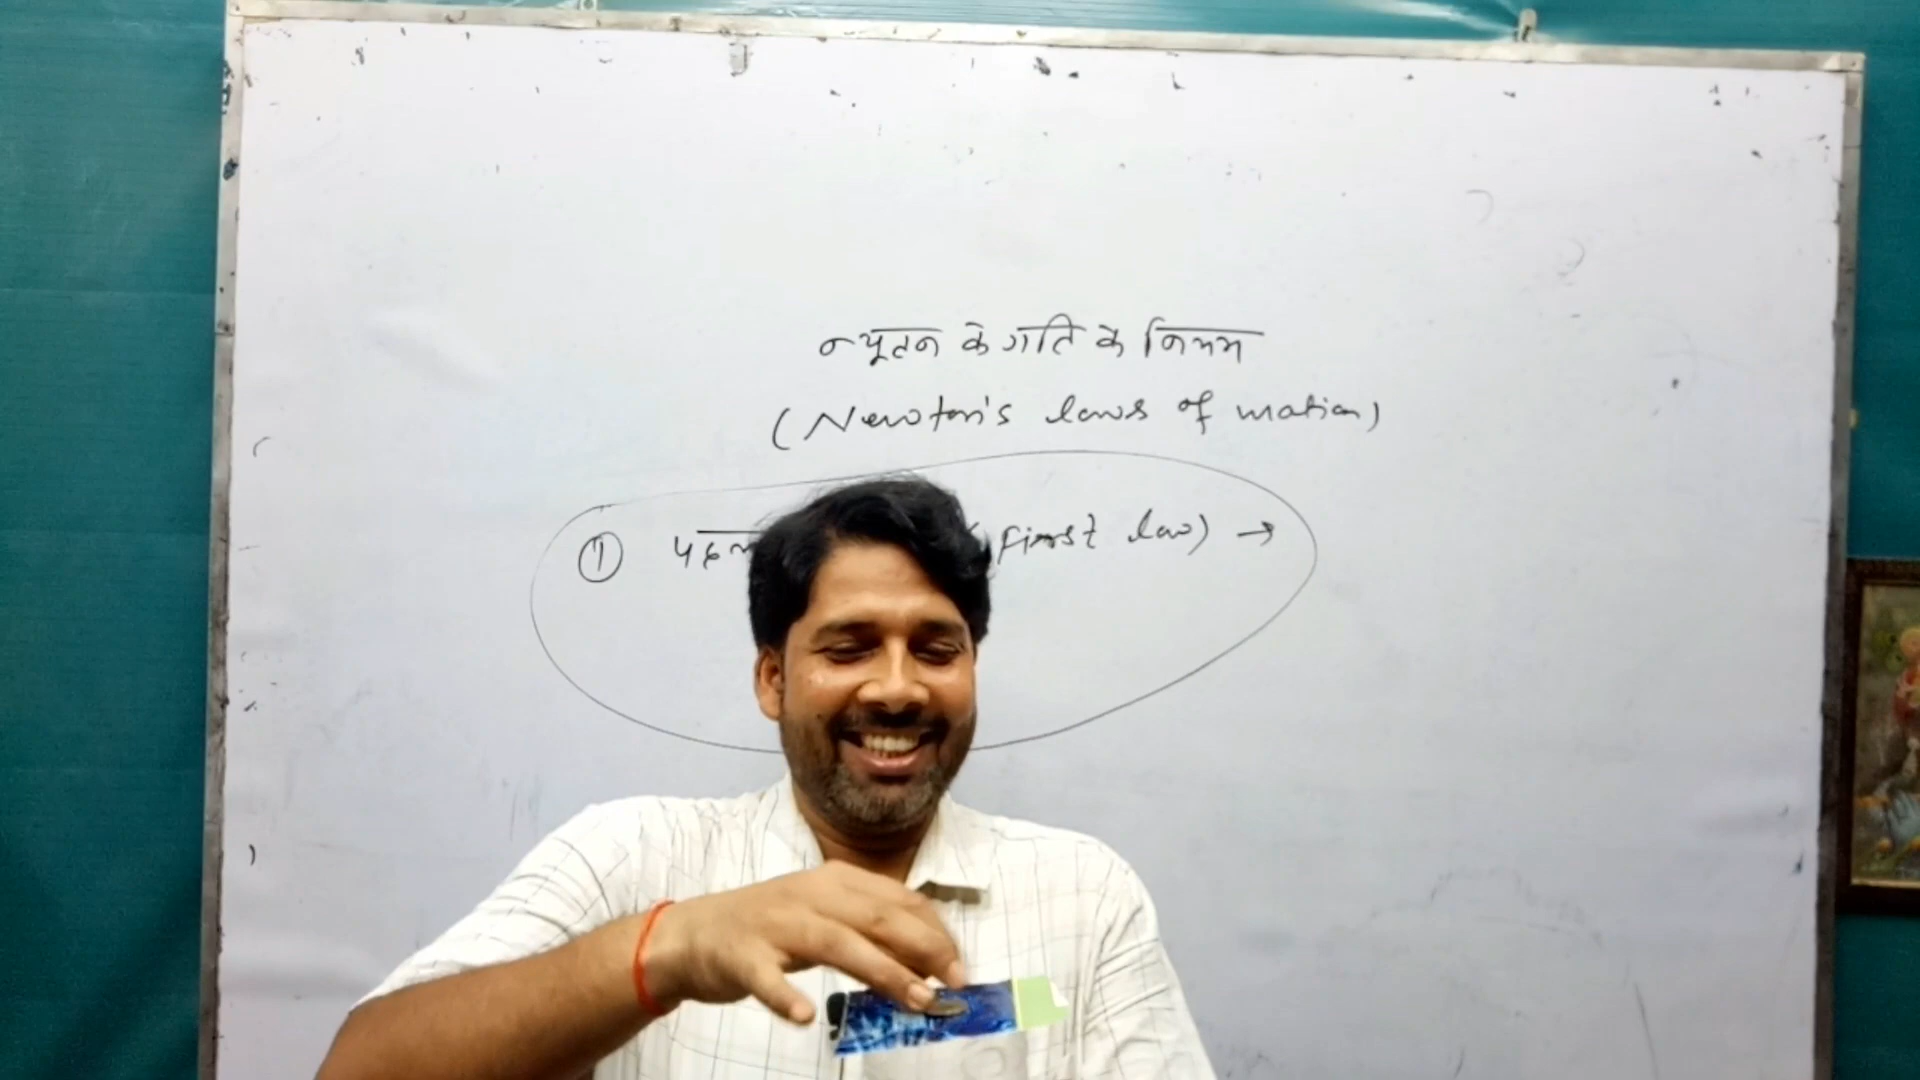 न्यूटन के गति के नियम
(Newton's laws of motion)
① (First law) →